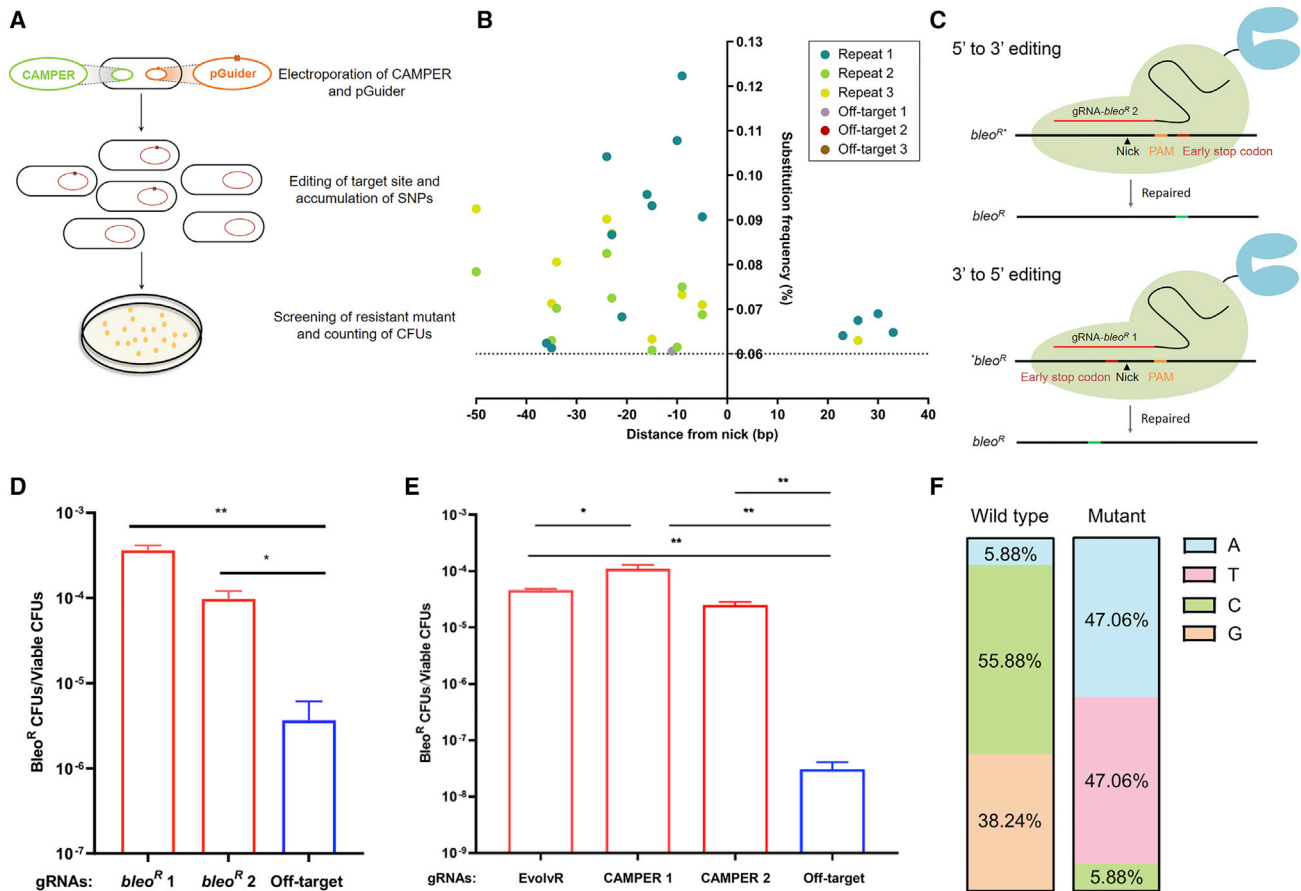 A
CAMPER
pGuider
Electroporation of CAMPER
and pGuider
Editing of target site and
accumulation of SNPs
Screening of resistant mutant
and counting of CFUs
B
0.13
0.12
0.11
0.10
0.09
0.08
0.07
0.06
Substitution frequency (%)
Repeat 1
Repeat 2
Repeat 3
Off-target 1
Off-target 2
Off-target 3
-50 -40 -30 -20 -10 0 10 20 30 40
Distance from nick (bp)
C
5' to 3' editing
gRNA-bleoR 2
bleoR*
Nick PAM Early stop codon
Repaired
bleoR
3' to 5' editing
gRNA-bleoR 1
*bleoR
Early stop codon Nick PAM
Repaired
bleoR
D
BleoR CFUs/Viable CFUs
10-3
10-4
10-5
10-6
10-7
**
*
gRNAs: bleoR 1 bleoR 2 Off-target
E
BleoR CFUs/Viable CFUs
10-3
10-4
10-5
10-6
10-7
10-8
10-9
**
* **
**
gRNAs: EvolvR CAMPER 1 CAMPER 2 Off-target
F
Wild type Mutant
5.88%
55.88%
38.24%
47.06%
47.06%
5.88%
A
T
C
G